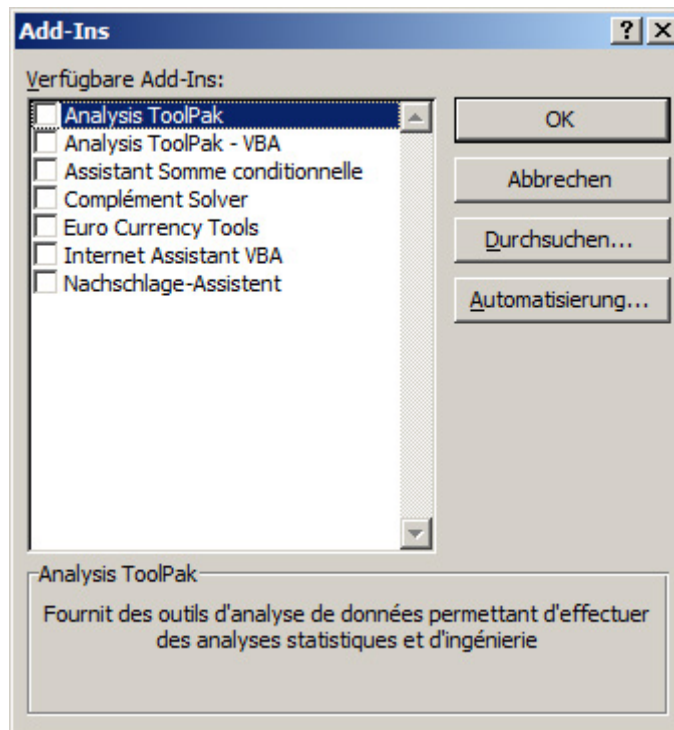 Add-Ins
Verfügbare Add-Ins:
Analysis ToolPak
Analysis ToolPak - VBA
Assistant Somme conditionnelle
Complément Solver
Euro Currency Tools
Internet Assistant VBA
Nachschlage-Assistent
OK
Abbrechen
Durchsuchen...
Automatisierung...
Analysis ToolPak
Fournit des outils d'analyse de données permettant d'effectuer
des analyses statistiques et d'ingénierie